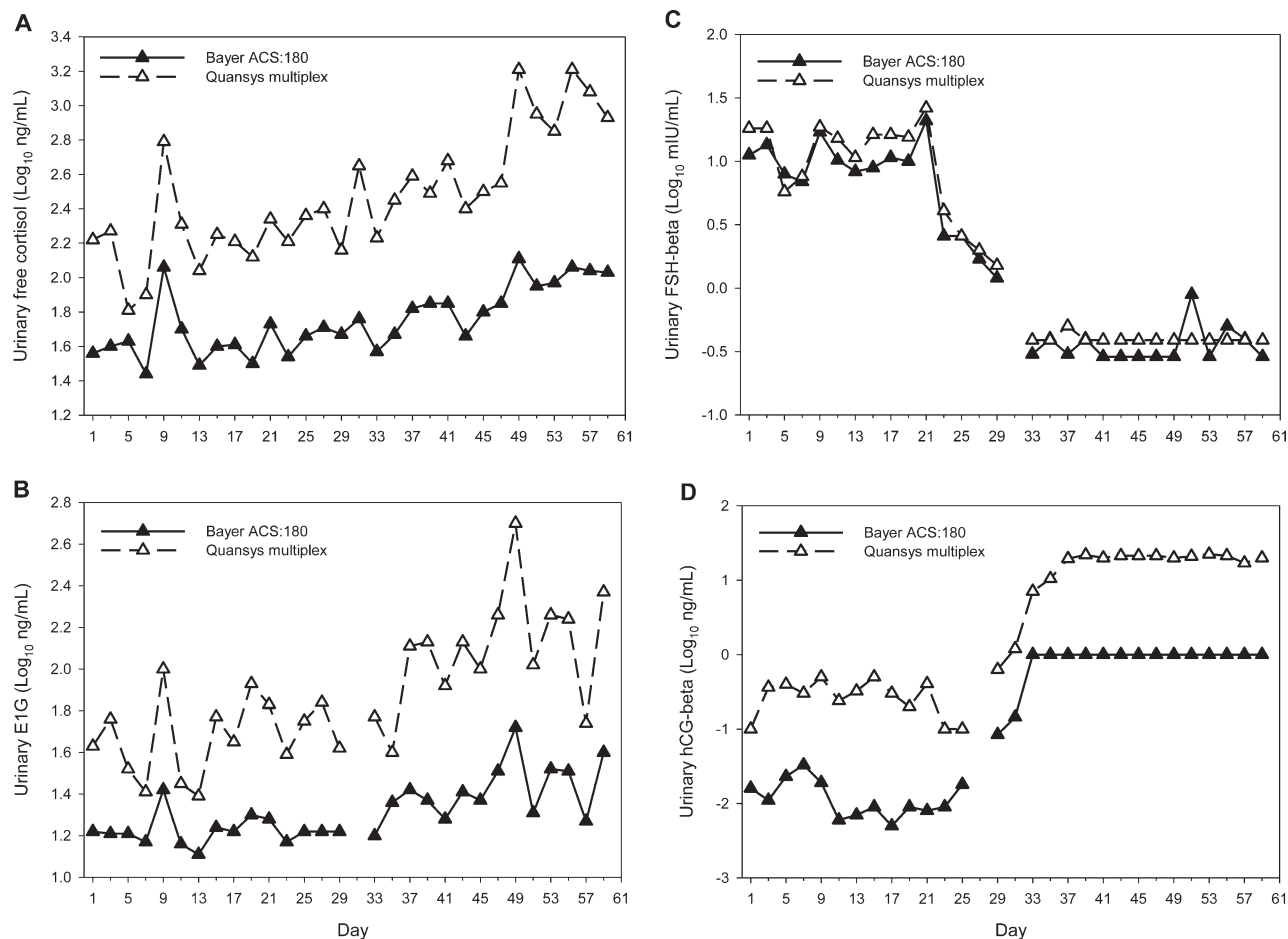 A
Urinary free cortisol (Log10 ng/mL)
3.4
3.2
3.0
2.8
2.6
2.4
2.2
2.0
1.8
1.6
1.4
1.2
Bayer ACS:180
Quansys multiplex
1 5 9 13 17 21 25 29 33 37 41 45 49 53 57 61
B
Urinary E1G (Log10 ng/mL)
2.8
2.6
2.4
2.2
2.0
1.8
1.6
1.4
1.2
1.0
Bayer ACS:180
Quansys multiplex
1 5 9 13 17 21 25 29 33 37 41 45 49 53 57 61
Day
C
Urinary FSH-beta (Log10 mIU/mL)
2.0
1.5
1.0
0.5
0.0
-0.5
-1.0
Bayer ACS:180
Quansys multiplex
1 5 9 13 17 21 25 29 33 37 41 45 49 53 57 61
D
Urinary hCG-beta (Log10 ng/mL)
2
1
0
-1
-2
-3
Bayer ACS:180
Quansys multiplex
1 5 9 13 17 21 25 29 33 37 41 45 49 53 57 61
Day